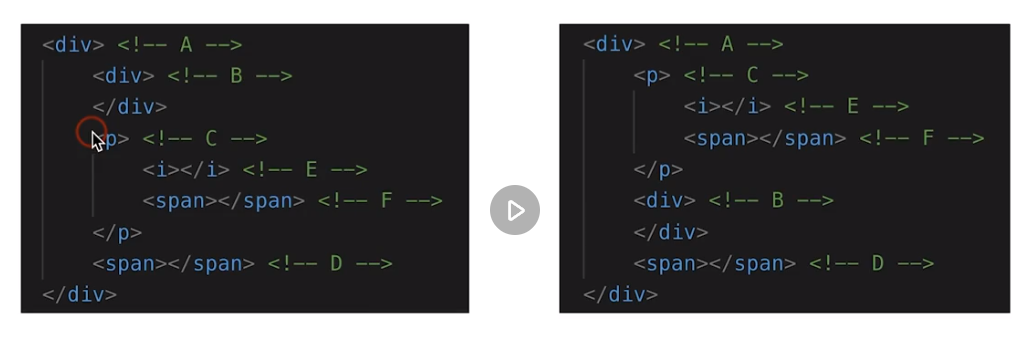 <div> <!-- A -->
<div> <!-- B -->
</div>
<p> <!-- C -->
<i></i> <!-- E -->
<span></span> <!-- F -->
</p>
<span></span> <!-- D -->
</div>
<div> <!-- A -->
<p> <!-- C -->
<i></i> <!-- E -->
<span></span> <!-- F -->
</p>
<div> <!-- B -->
</div>
<span></span> <!-- D -->
</div>